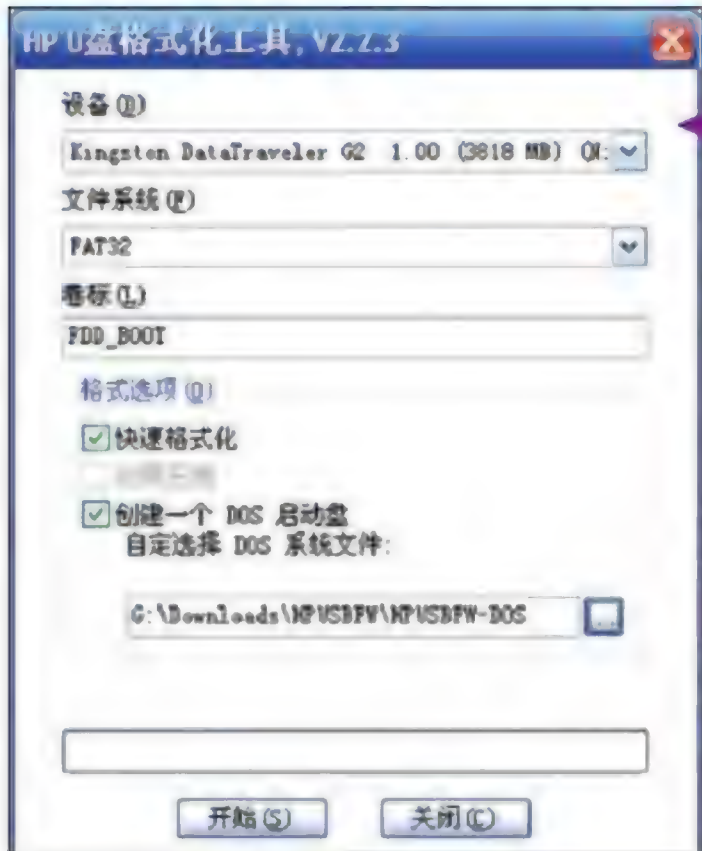 HP U盘格式化工具, V2.2.3
设备(D)
Kingston DataTraveler G2 1.00 (3818 MB) (N:
文件系统(F)
FAT32
卷标(L)
FDD_BOOT
格式选项(O)
快速格式化
创建一个 DOS 启动盘
自定选择 DOS 系统文件:
G:\Downloads\HPUSBFW\HPUSBFW-DOS
...
开始(S)
关闭(C)